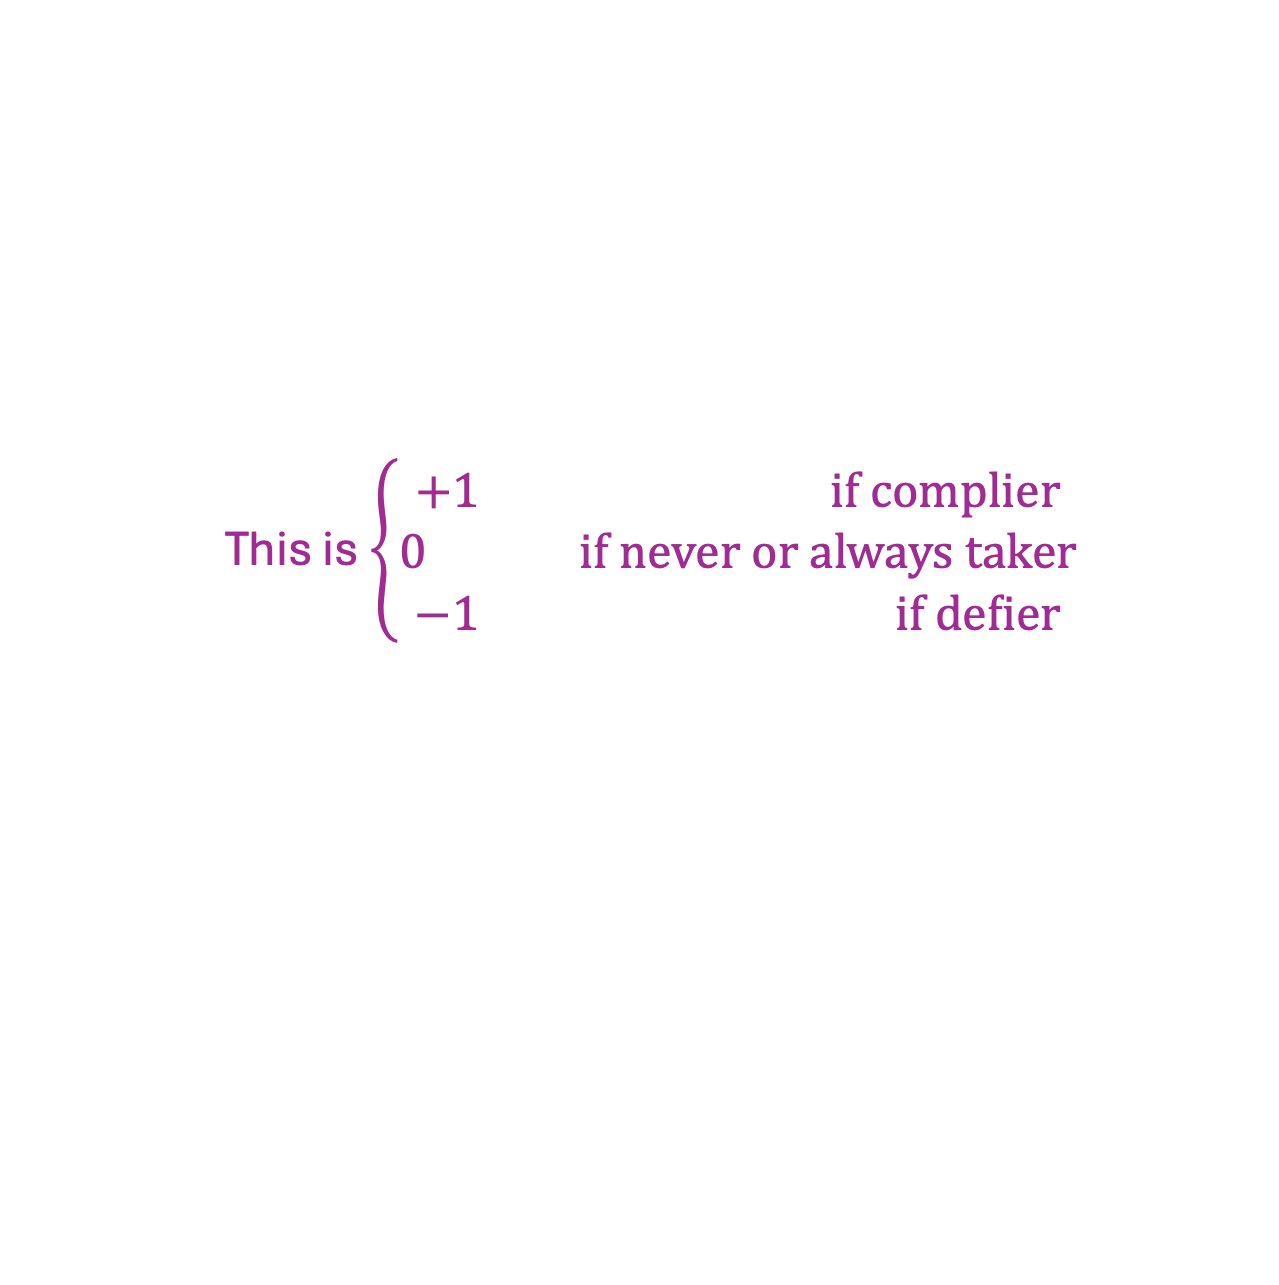 +1 if complier
This is { 0 if never or always taker
−1 if defier